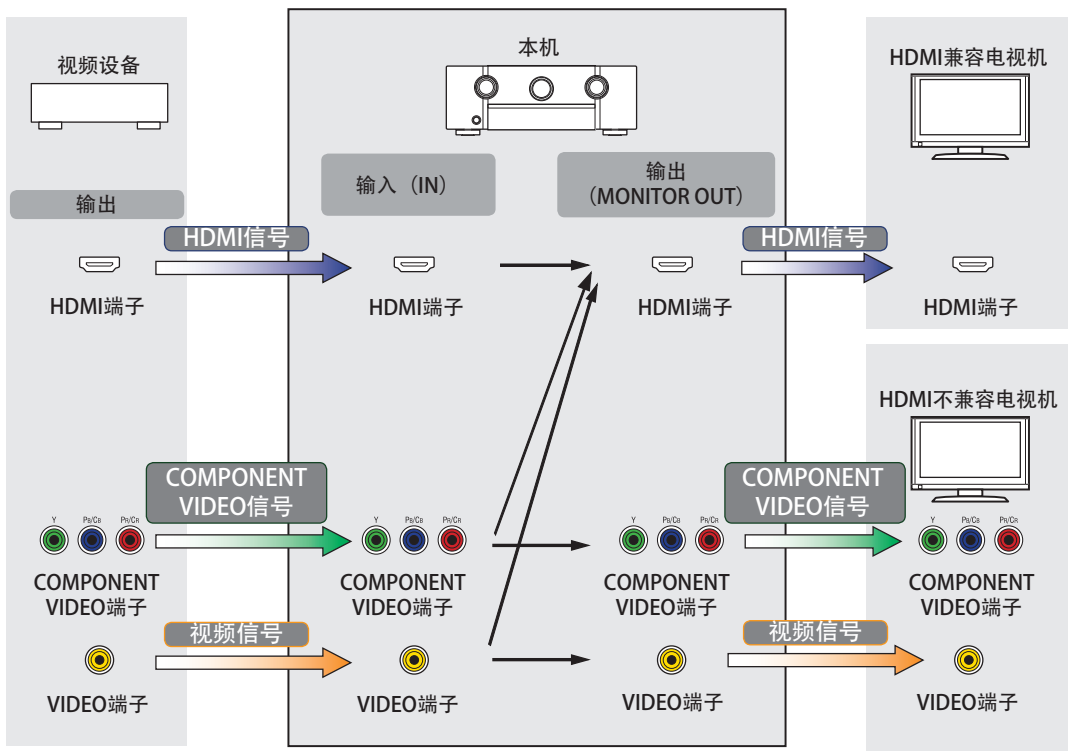 视频设备
本机
HDMI兼容电视机
输入（IN）
输出
（MONITOR OUT）
输出
HDMI信号
HDMI信号
HDMI端子
HDMI端子
HDMI端子
HDMI端子
HDMI不兼容电视机
COMPONENT
VIDEO信号
COMPONENT
VIDEO信号
Y PB/CB PR/CR
Y PB/CB PR/CR
Y PB/CB PR/CR
Y PB/CB PR/CR
COMPONENT
VIDEO端子
COMPONENT
VIDEO端子
COMPONENT
VIDEO端子
COMPONENT
VIDEO端子
视频信号
视频信号
VIDEO端子
VIDEO端子
VIDEO端子
VIDEO端子